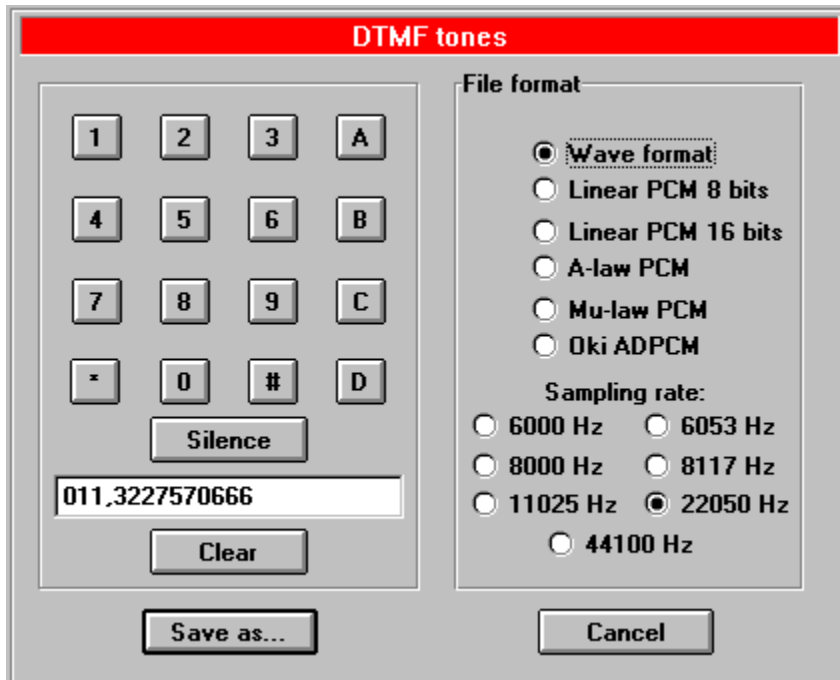 DTMF tones
1 2 3 A
4 5 6 B
7 8 9 C
* 0 # D
Silence
011,3227570666
Clear
Save as...
File format
Wave format
Linear PCM 8 bits
Linear PCM 16 bits
A-law PCM
Mu-law PCM
Oki ADPCM
Sampling rate:
6000 Hz 6053 Hz
8000 Hz 8117 Hz
11025 Hz 22050 Hz
44100 Hz
Cancel